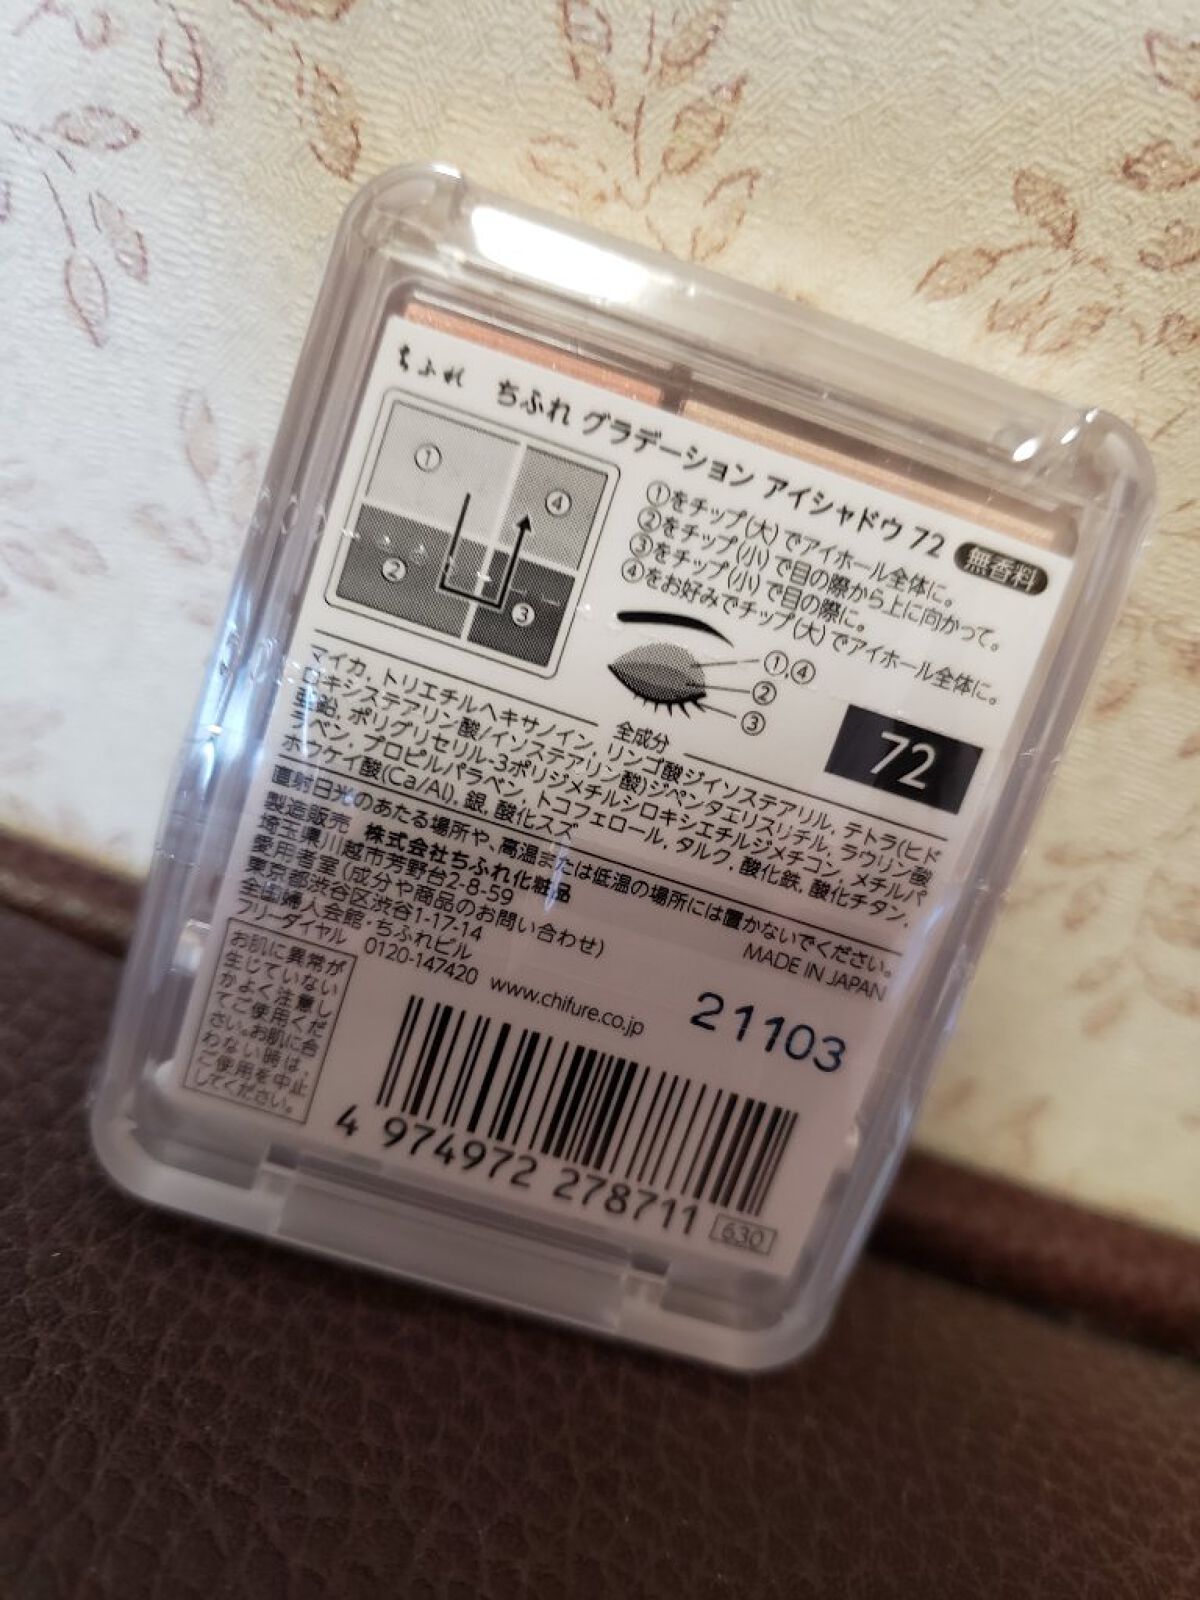 ちふれ
ちふれ グラデーション アイシャドウ 72
無香料
①
④
②
③
①をチップ(大)でアイホール全体に。
②をチップ(小)で目の際から上に向かって。
③をチップ(小)で目の際に。
④をお好みでチップ(大)でアイホール全体に。
①,④
②
③
72
全成分
マイカ, トリエチルヘキサノイン, リンゴ酸ジイソステアリル, テトラ(ヒド
ロキシステアリン酸/イソステアリン酸)ジペンタエリスリチル, ラウリン酸
亜鉛, ポリグリセリル-3ポリジメチルシロキシエチルジメチコン, メチルパ
ラベン, プロピルパラベン, トコフェロール, タルク, 酸化鉄, 酸化チタン,
ホウケイ酸(Ca/Al), 銀, 酸化スズ
直射日光のあたる場所や、高温または低温の場所には置かないでください。
製造販売 株式会社ちふれ化粧品
埼玉県川越市芳野台2-8-59
愛用者室 (成分や商品のお問い合わせ)
東京都渋谷区渋谷1-17-14
全国婦人会館・ちふれビル
フリーダイヤル 0120-147420 www.chifure.co.jp
MADE IN JAPAN
21103
お肌に異常が
生じていない
かよく注意し
てご使用くだ
さい。お肌に合
わない時は、
ご使用を中止
してください。
4 974972 278711
630